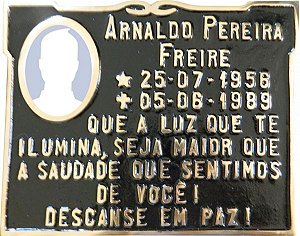 ARNALDO PEREIRA
FREIRE
★ 25-07-1956
✝ 05-06-1989
QUE A LUZ QUE TE
ILUMINA, SEJA MAIOR QUE
A SAUDADE QUE SENTIMOS
DE VOCÊ!
DESCANSE EM PAZ!